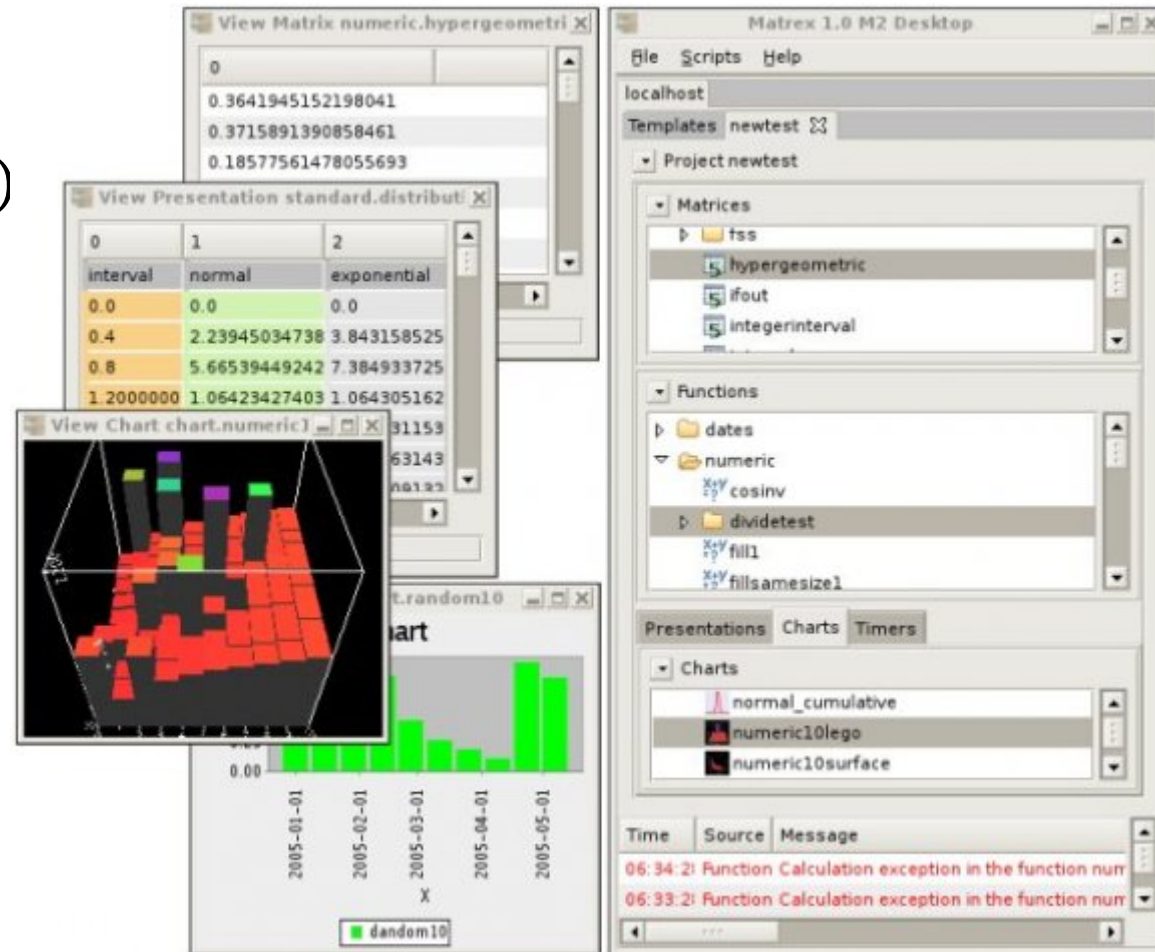 View Matrix numeric.hypergeometri
0
0.3641945152198041
0.3715891390858461
0.18577561478055693
View Presentation standard.distributi
0 1 2
interval normal exponential
0.0 0.0 0.0
0.4 2.23945034738 3.843158525
0.8 5.66539449242 7.384933725
1.2000000 1.06423427403 1.064305162
31153
63143
09132
View Chart chart.numeric1
t.random10
art
0.00
2005-01-01
2005-02-01
2005-03-01
2005-04-01
2005-05-01
X
dandom10
Matrex 1.0 M2 Desktop
File Scripts Help
localhost
Templates newtest
Project newtest
Matrices
fss
hypergeometric
ifout
integerinterval
Functions
dates
numeric
cosinv
dividetest
fill1
fillsamesize1
Presentations Charts Timers
Charts
normal_cumulative
numeric10lego
numeric10surface
Time Source Message
06:34:2 Function Calculation exception in the function num
06:33:2 Function Calculation exception in the function num